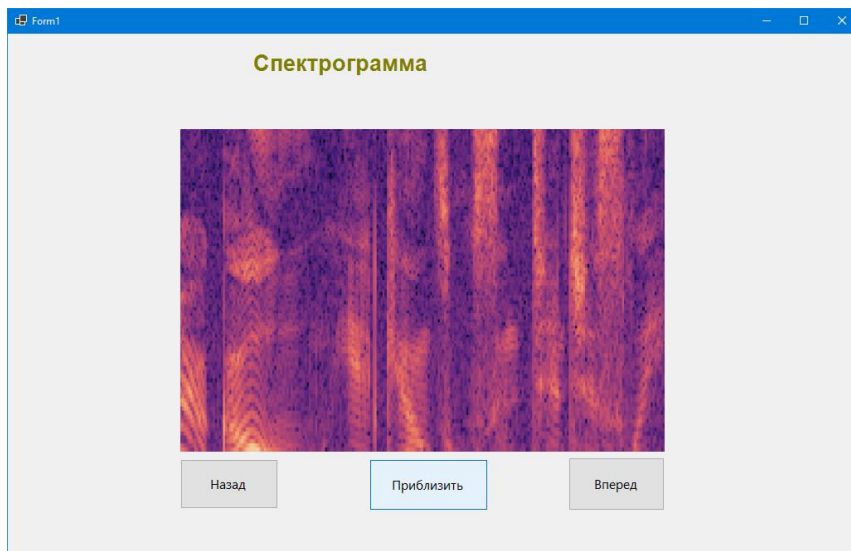 Form1
Спектрограмма
Назад
Приблизить
Вперед